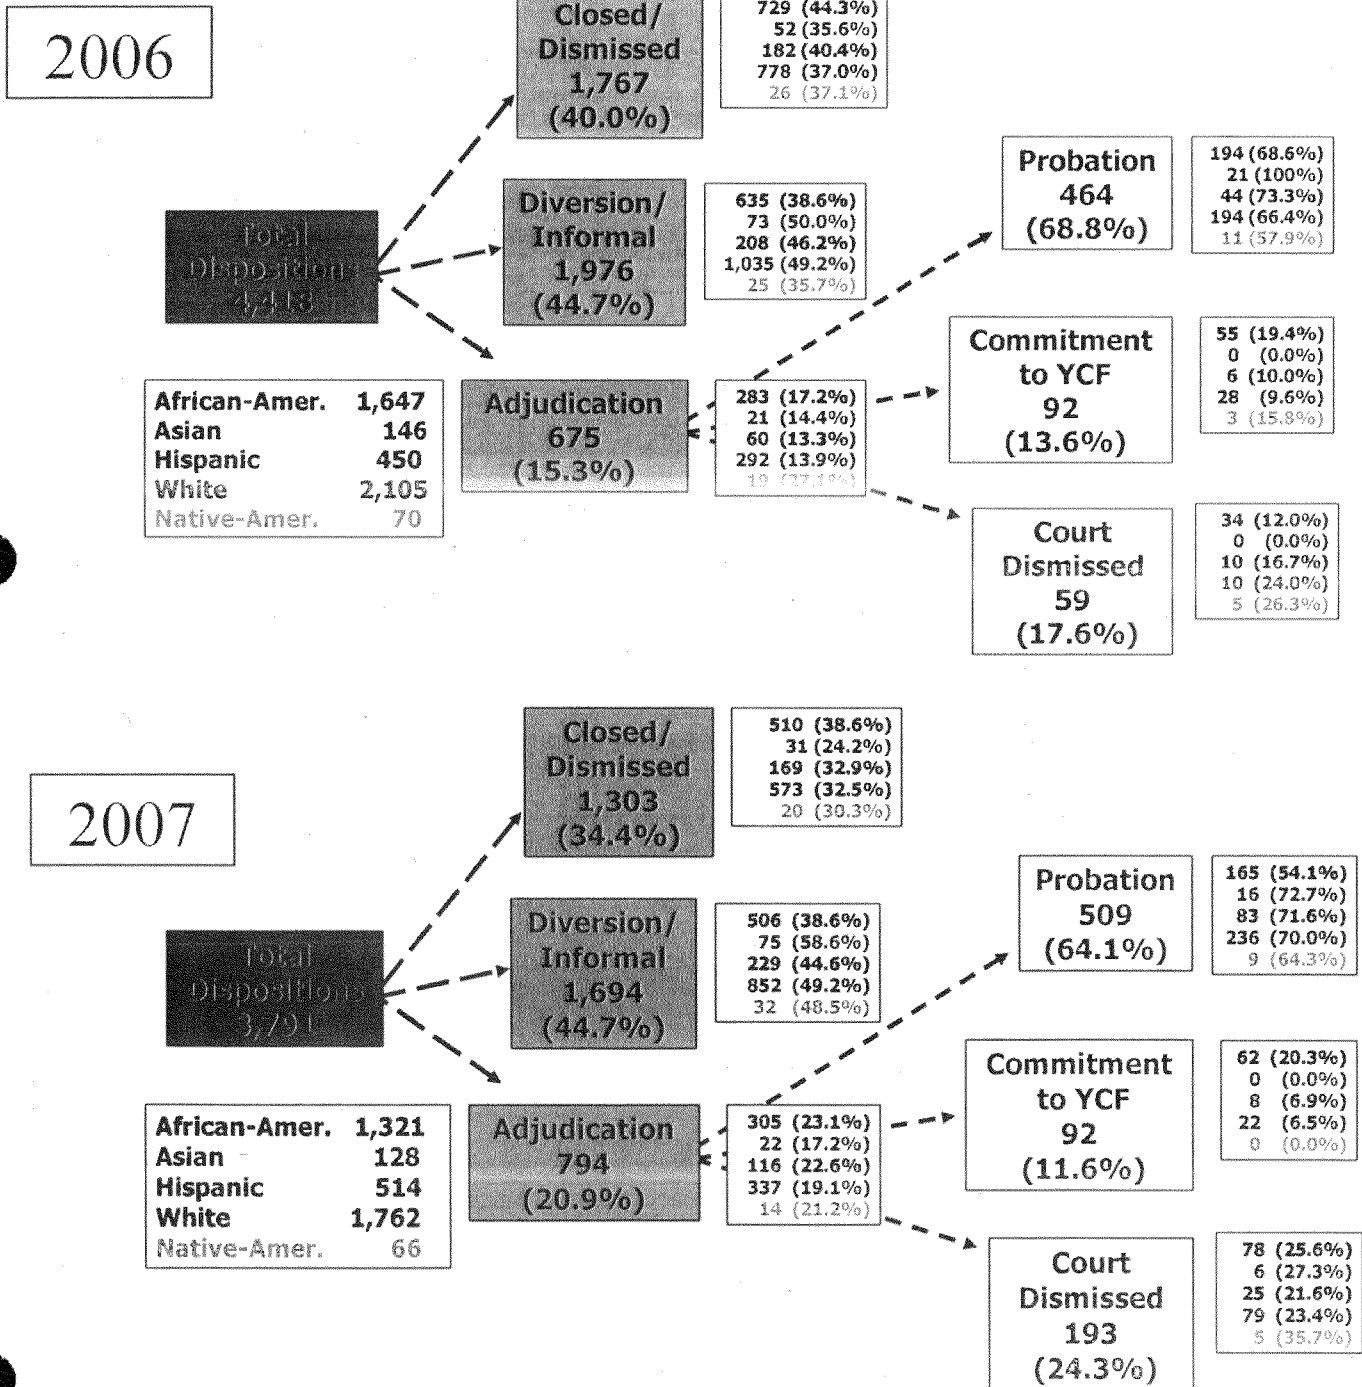 2006
Closed/
Dismissed
1,767
(40.0%)
729 (44.3%)
52 (35.6%)
182 (40.4%)
778 (37.0%)
26 (37.1%)
Diversion/
Informal
1,976
(44.7%)
635 (38.6%)
73 (50.0%)
208 (46.2%)
1,035 (49.2%)
25 (35.7%)
Total
Dispositions
4,418
African-Amer. 1,647
Asian 146
Hispanic 450
White 2,105
Native-Amer. 70
Adjudication
675
(15.3%)
283 (17.2%)
21 (14.4%)
60 (13.3%)
292 (13.9%)
19 (27.1%)
Probation
464
(68.8%)
194 (68.6%)
21 (100%)
44 (73.3%)
194 (66.4%)
11 (57.9%)
Commitment
to YCF
92
(13.6%)
55 (19.4%)
0 (0.0%)
6 (10.0%)
28 (9.6%)
3 (15.8%)
Court
Dismissed
59
(17.6%)
34 (12.0%)
0 (0.0%)
10 (16.7%)
10 (24.0%)
5 (26.3%)
2007
Closed/
Dismissed
1,303
(34.4%)
510 (38.6%)
31 (24.2%)
169 (32.9%)
573 (32.5%)
20 (30.3%)
Diversion/
Informal
1,694
(44.7%)
506 (38.6%)
75 (58.6%)
229 (44.6%)
852 (49.2%)
32 (48.5%)
Total
Dispositions
3,791
African-Amer. 1,321
Asian 128
Hispanic 514
White 1,762
Native-Amer. 66
Adjudication
794
(20.9%)
305 (23.1%)
22 (17.2%)
116 (22.6%)
337 (19.1%)
14 (21.2%)
Probation
509
(64.1%)
165 (54.1%)
16 (72.7%)
83 (71.6%)
236 (70.0%)
9 (64.3%)
Commitment
to YCF
92
(11.6%)
62 (20.3%)
0 (0.0%)
8 (6.9%)
22 (6.5%)
0 (0.0%)
Court
Dismissed
193
(24.3%)
78 (25.6%)
6 (27.3%)
25 (21.6%)
79 (23.4%)
5 (35.7%)